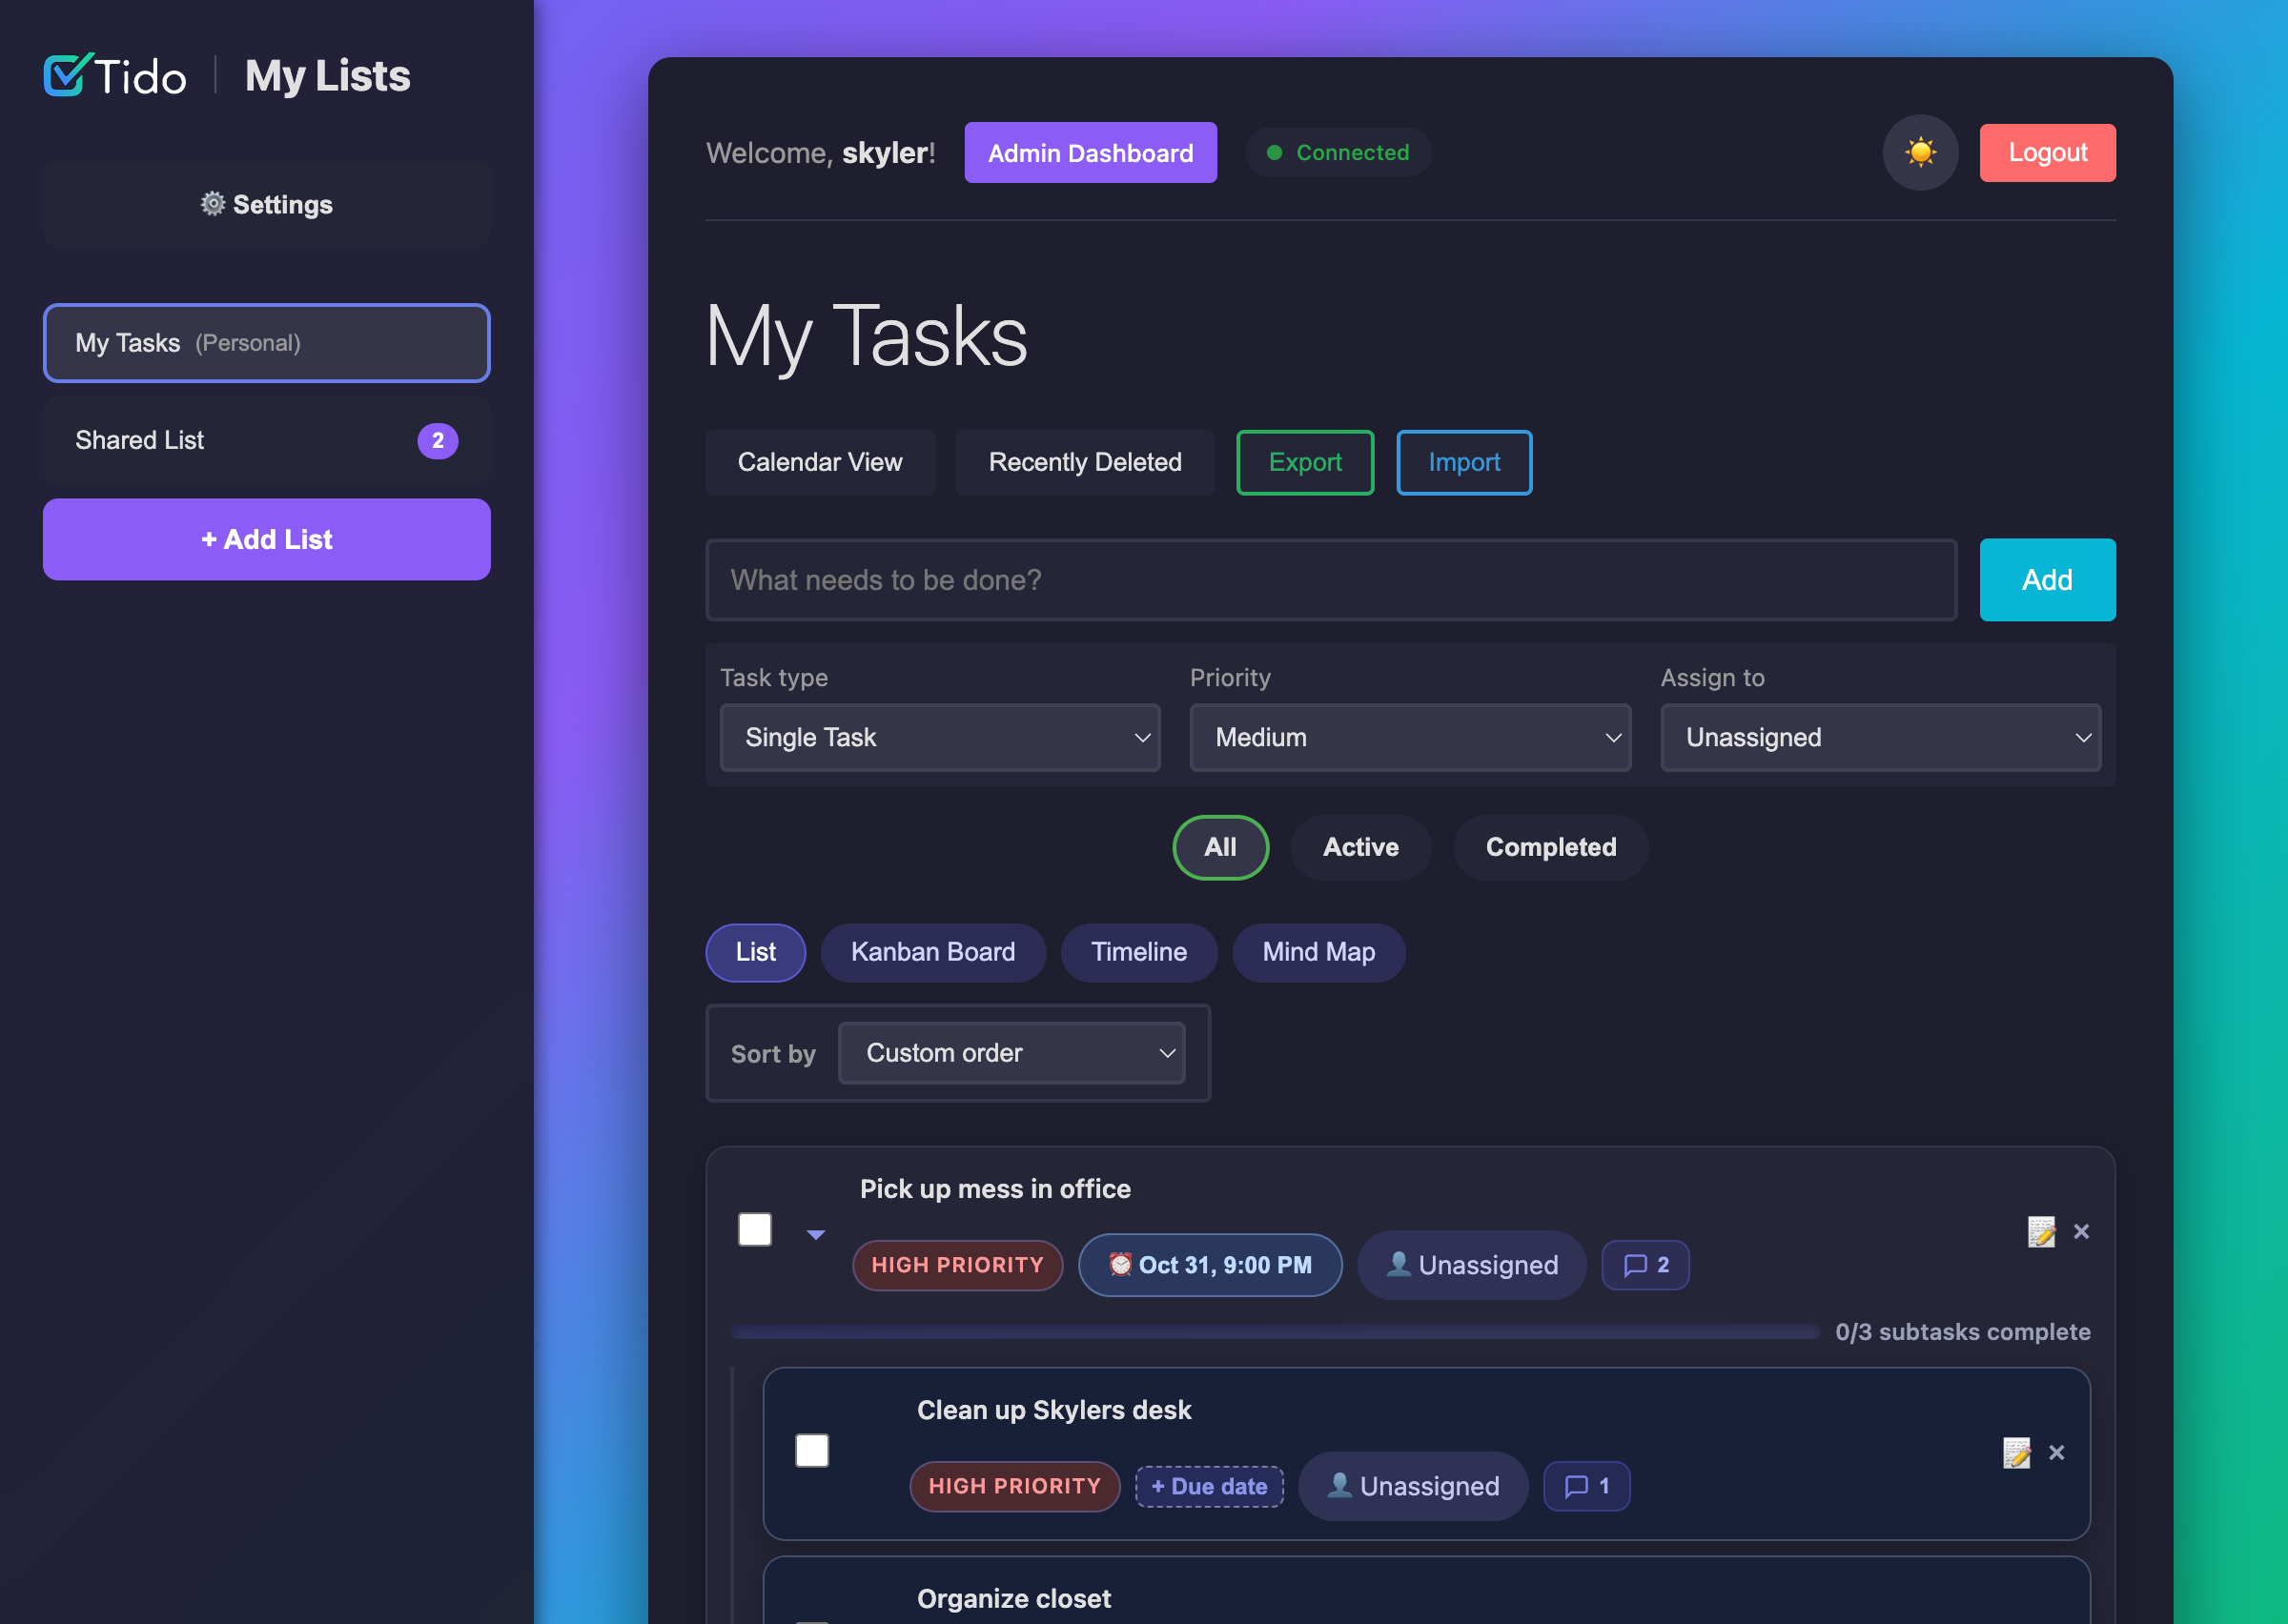 Tido
My Lists
⚙️ Settings
My Tasks (Personal)
Shared List 2
+ Add List
Welcome, skyler!
Admin Dashboard
Connected
Logout
My Tasks
Calendar View
Recently Deleted
Export
Import
What needs to be done?
Add
Task type
Priority
Assign to
Single Task
Medium
Unassigned
All
Active
Completed
List
Kanban Board
Timeline
Mind Map
Sort by
Custom order
Pick up mess in office
HIGH PRIORITY
⏰ Oct 31, 9:00 PM
👤 Unassigned
2
0/3 subtasks complete
Clean up Skylers desk
HIGH PRIORITY
+ Due date
👤 Unassigned
1
Organize closet